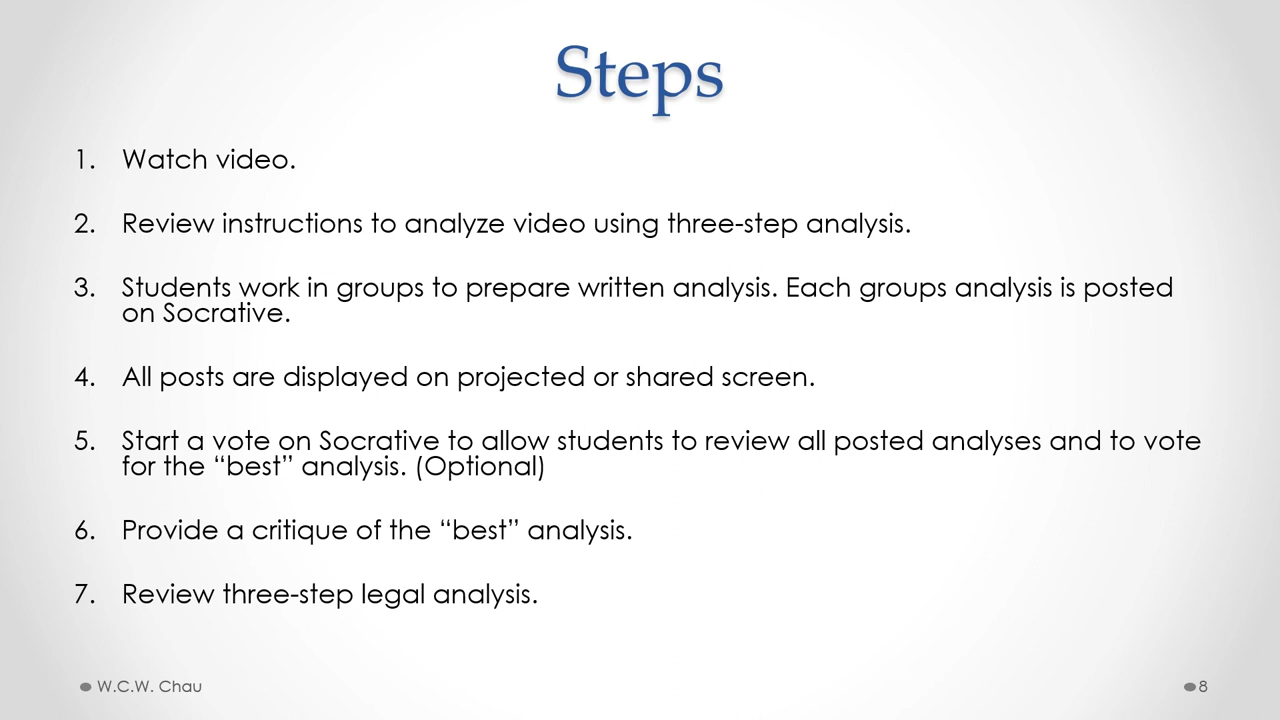 Steps
1. Watch video.
2. Review instructions to analyze video using three-step analysis.
3. Students work in groups to prepare written analysis. Each groups analysis is posted
on Socrative.
4. All posts are displayed on projected or shared screen.
5. Start a vote on Socrative to allow students to review all posted analyses and to vote
for the “best” analysis. (Optional)
6. Provide a critique of the “best” analysis.
7. Review three-step legal analysis.
W.C.W. Chau
8